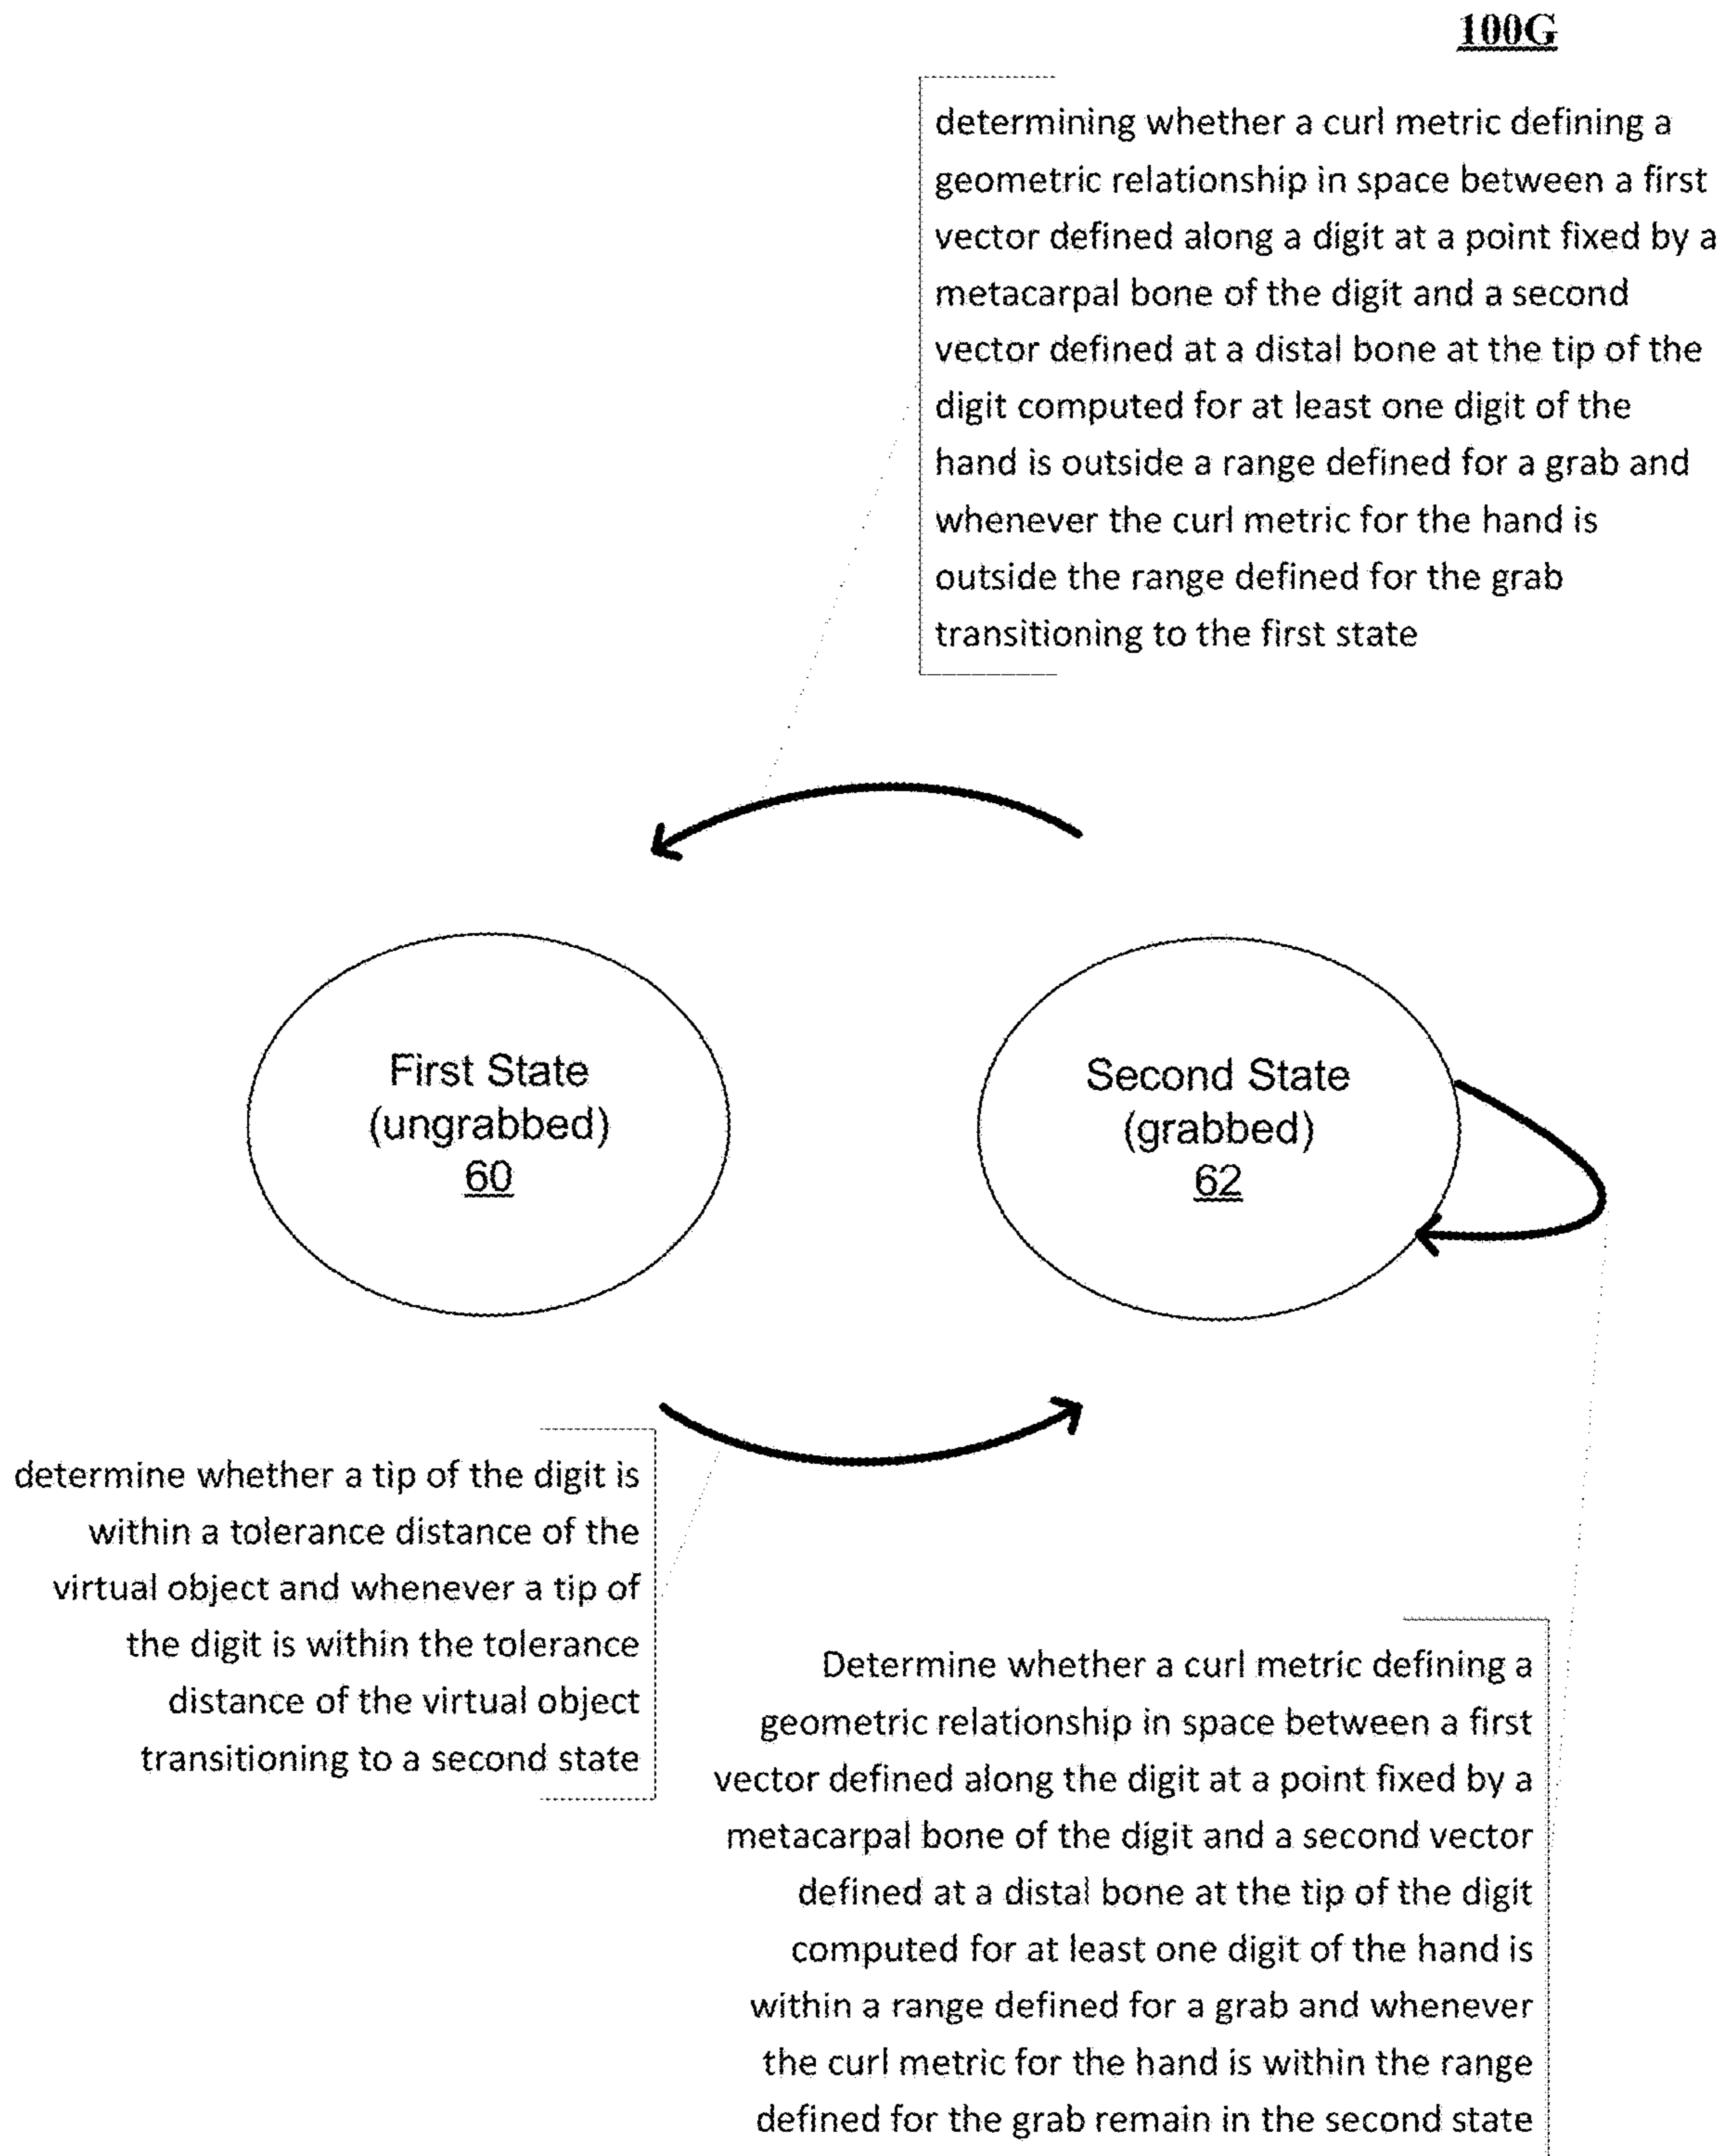 100G
determining whether a curl metric defining a
geometric relationship in space between a first
vector defined along a digit at a point fixed by a
metacarpal bone of the digit and a second
vector defined at a distal bone at the tip of the
digit computed for at least one digit of the
hand is outside a range defined for a grab and
whenever the curl metric for the hand is
outside the range defined for the grab
transitioning to the first state
First State
(ungrabbed)
60
Second State
(grabbed)
62
determine whether a tip of the digit is
within a tolerance distance of the
virtual object and whenever a tip of
the digit is within the tolerance
distance of the virtual object
transitioning to a second state
Determine whether a curl metric defining a
geometric relationship in space between a first
vector defined along the digit at a point fixed by a
metacarpal bone of the digit and a second vector
defined at a distal bone at the tip of the digit
computed for at least one digit of the hand is
within a range defined for a grab and whenever
the curl metric for the hand is within the range
defined for the grab remain in the second state